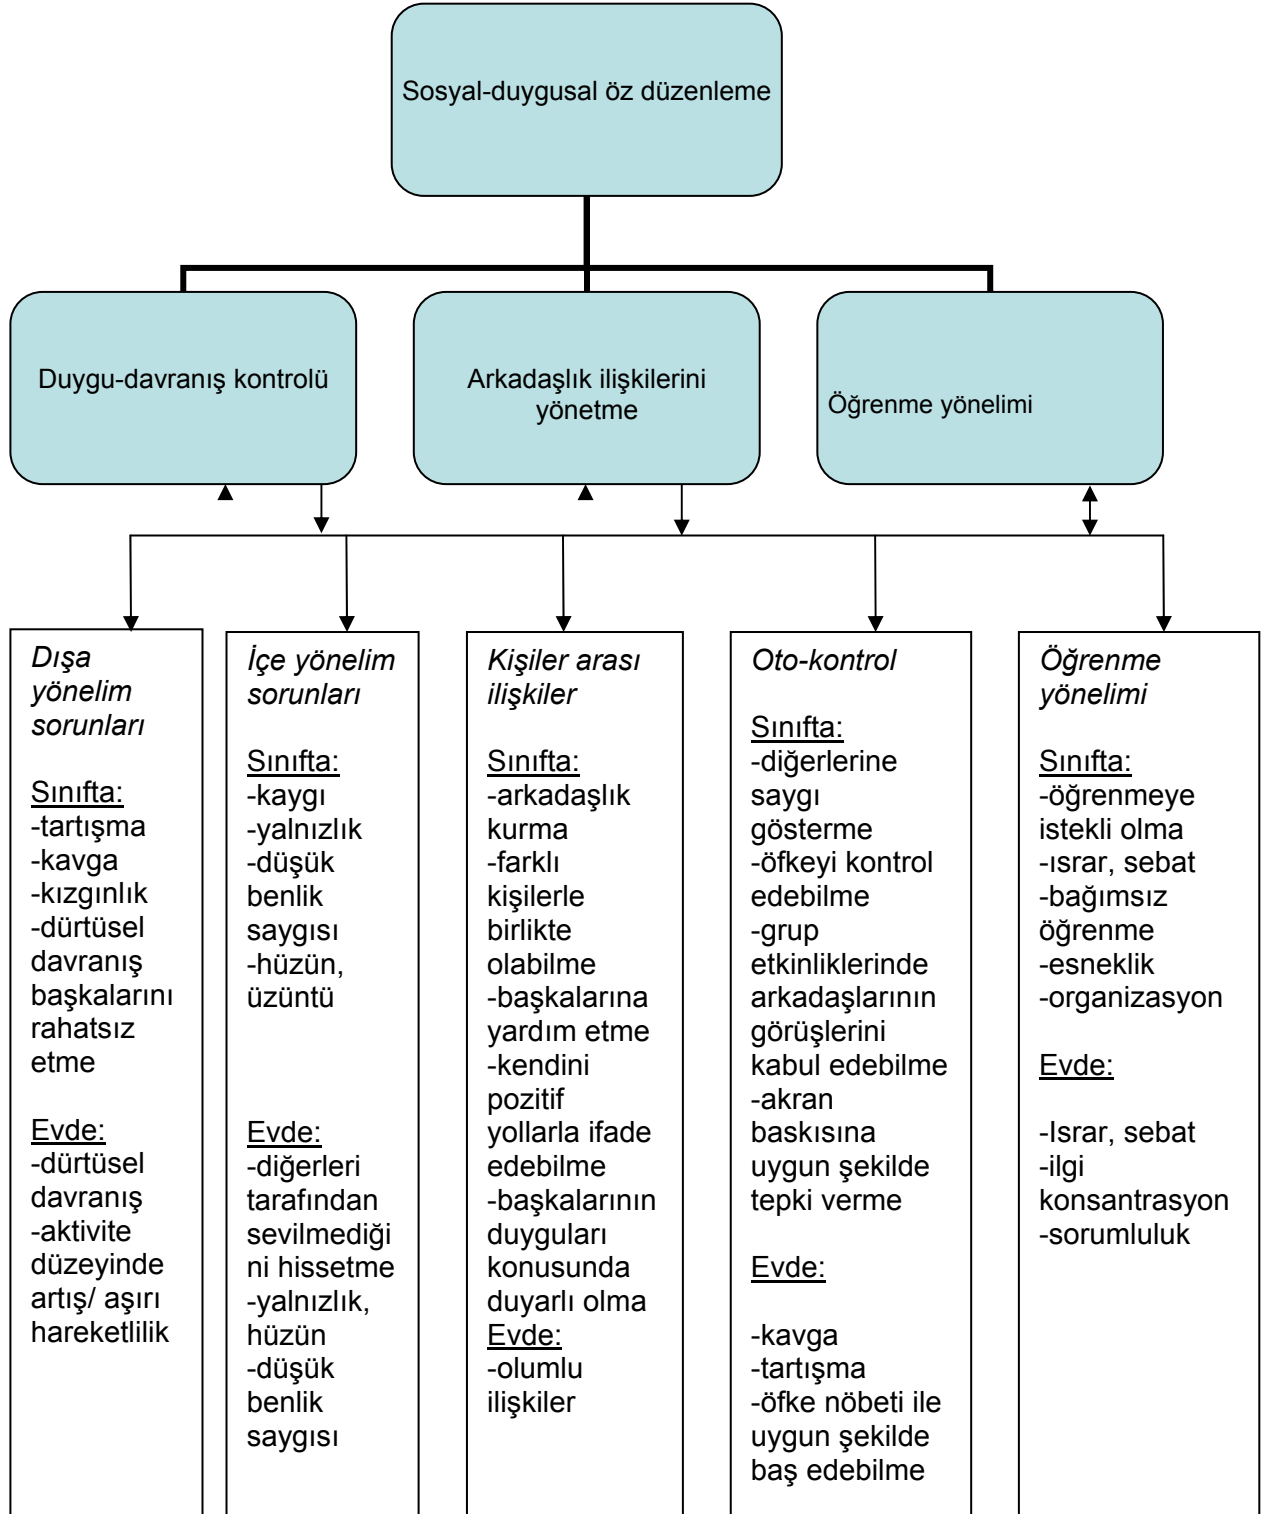 Sosyal-duygusal öz düzenleme
Duygu-davranış kontrolü
Arkadaşlık ilişkilerini
yönetme
Öğrenme yönelimi
Dışa
yönelim
sorunları
Sınıfta:
-tartışma
-kavga
-kızgınlık
-dürtüsel
davranış
başkalarını
rahatsız
etme
Evde:
-dürtüsel
davranış
-aktivite
düzeyinde
artış/ aşırı
hareketlilik
İçe yönelim
sorunları
Sınıfta:
-kaygı
-yalnızlık
-düşük
benlik
saygısı
-hüzün,
üzüntü
Evde:
-diğerleri
tarafından
sevilmediği
ni hissetme
-yalnızlık,
hüzün
-düşük
benlik
saygısı
Kişiler arası
ilişkiler
Sınıfta:
-arkadaşlık
kurma
-farklı
kişilerle
birlikte
olabilme
-başkalarına
yardım etme
-kendini
pozitif
yollarla ifade
edebilme
-başkalarının
duyguları
konusunda
duyarlı olma
Evde:
-olumlu
ilişkiler
Oto-kontrol
Sınıfta:
-diğerlerine
saygı
gösterme
-öfkeyi kontrol
edebilme
-grup
etkinliklerinde
arkadaşlarının
görüşlerini
kabul edebilme
-akran
baskısına
uygun şekilde
tepki verme
Evde:
-kavga
-tartışma
-öfke nöbeti ile
uygun şekilde
baş edebilme
Öğrenme
yönelimi
Sınıfta:
-öğrenmeye
istekli olma
-ısrar, sebat
-bağımsız
öğrenme
-esneklik
-organizasyon
Evde:
-Israr, sebat
-ilgi
konsantrasyon
-sorumluluk